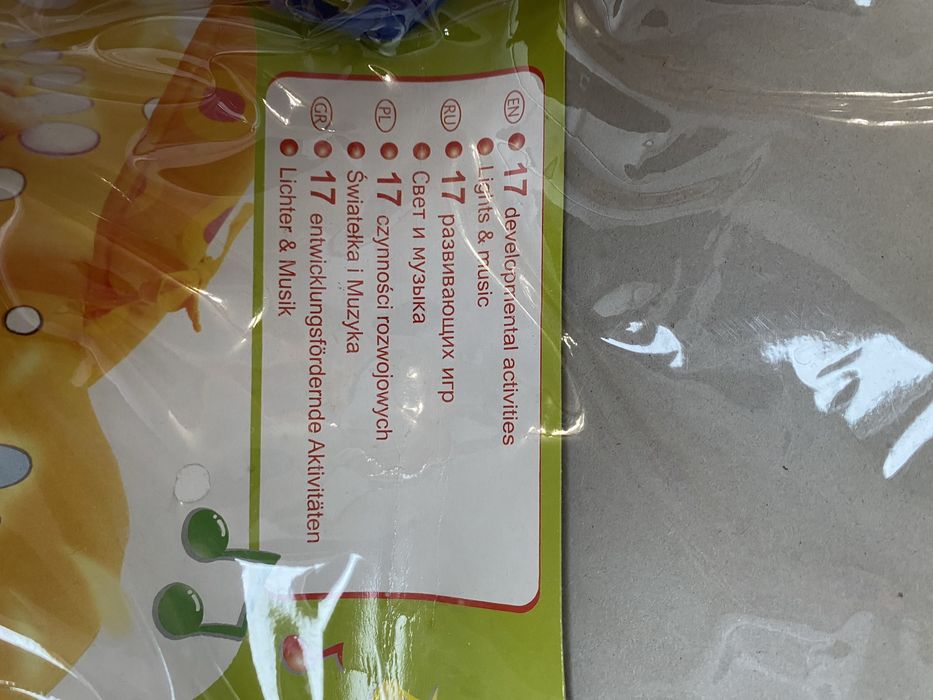 EN 17 developmental activities
Lights & music
RU 17 развивающих игр
Свет и музыка
PL 17 czynności rozwojowych
Światełka i Muzyka
GR 17 entwicklungsfördernde Aktivitäten
Lichter & Musik